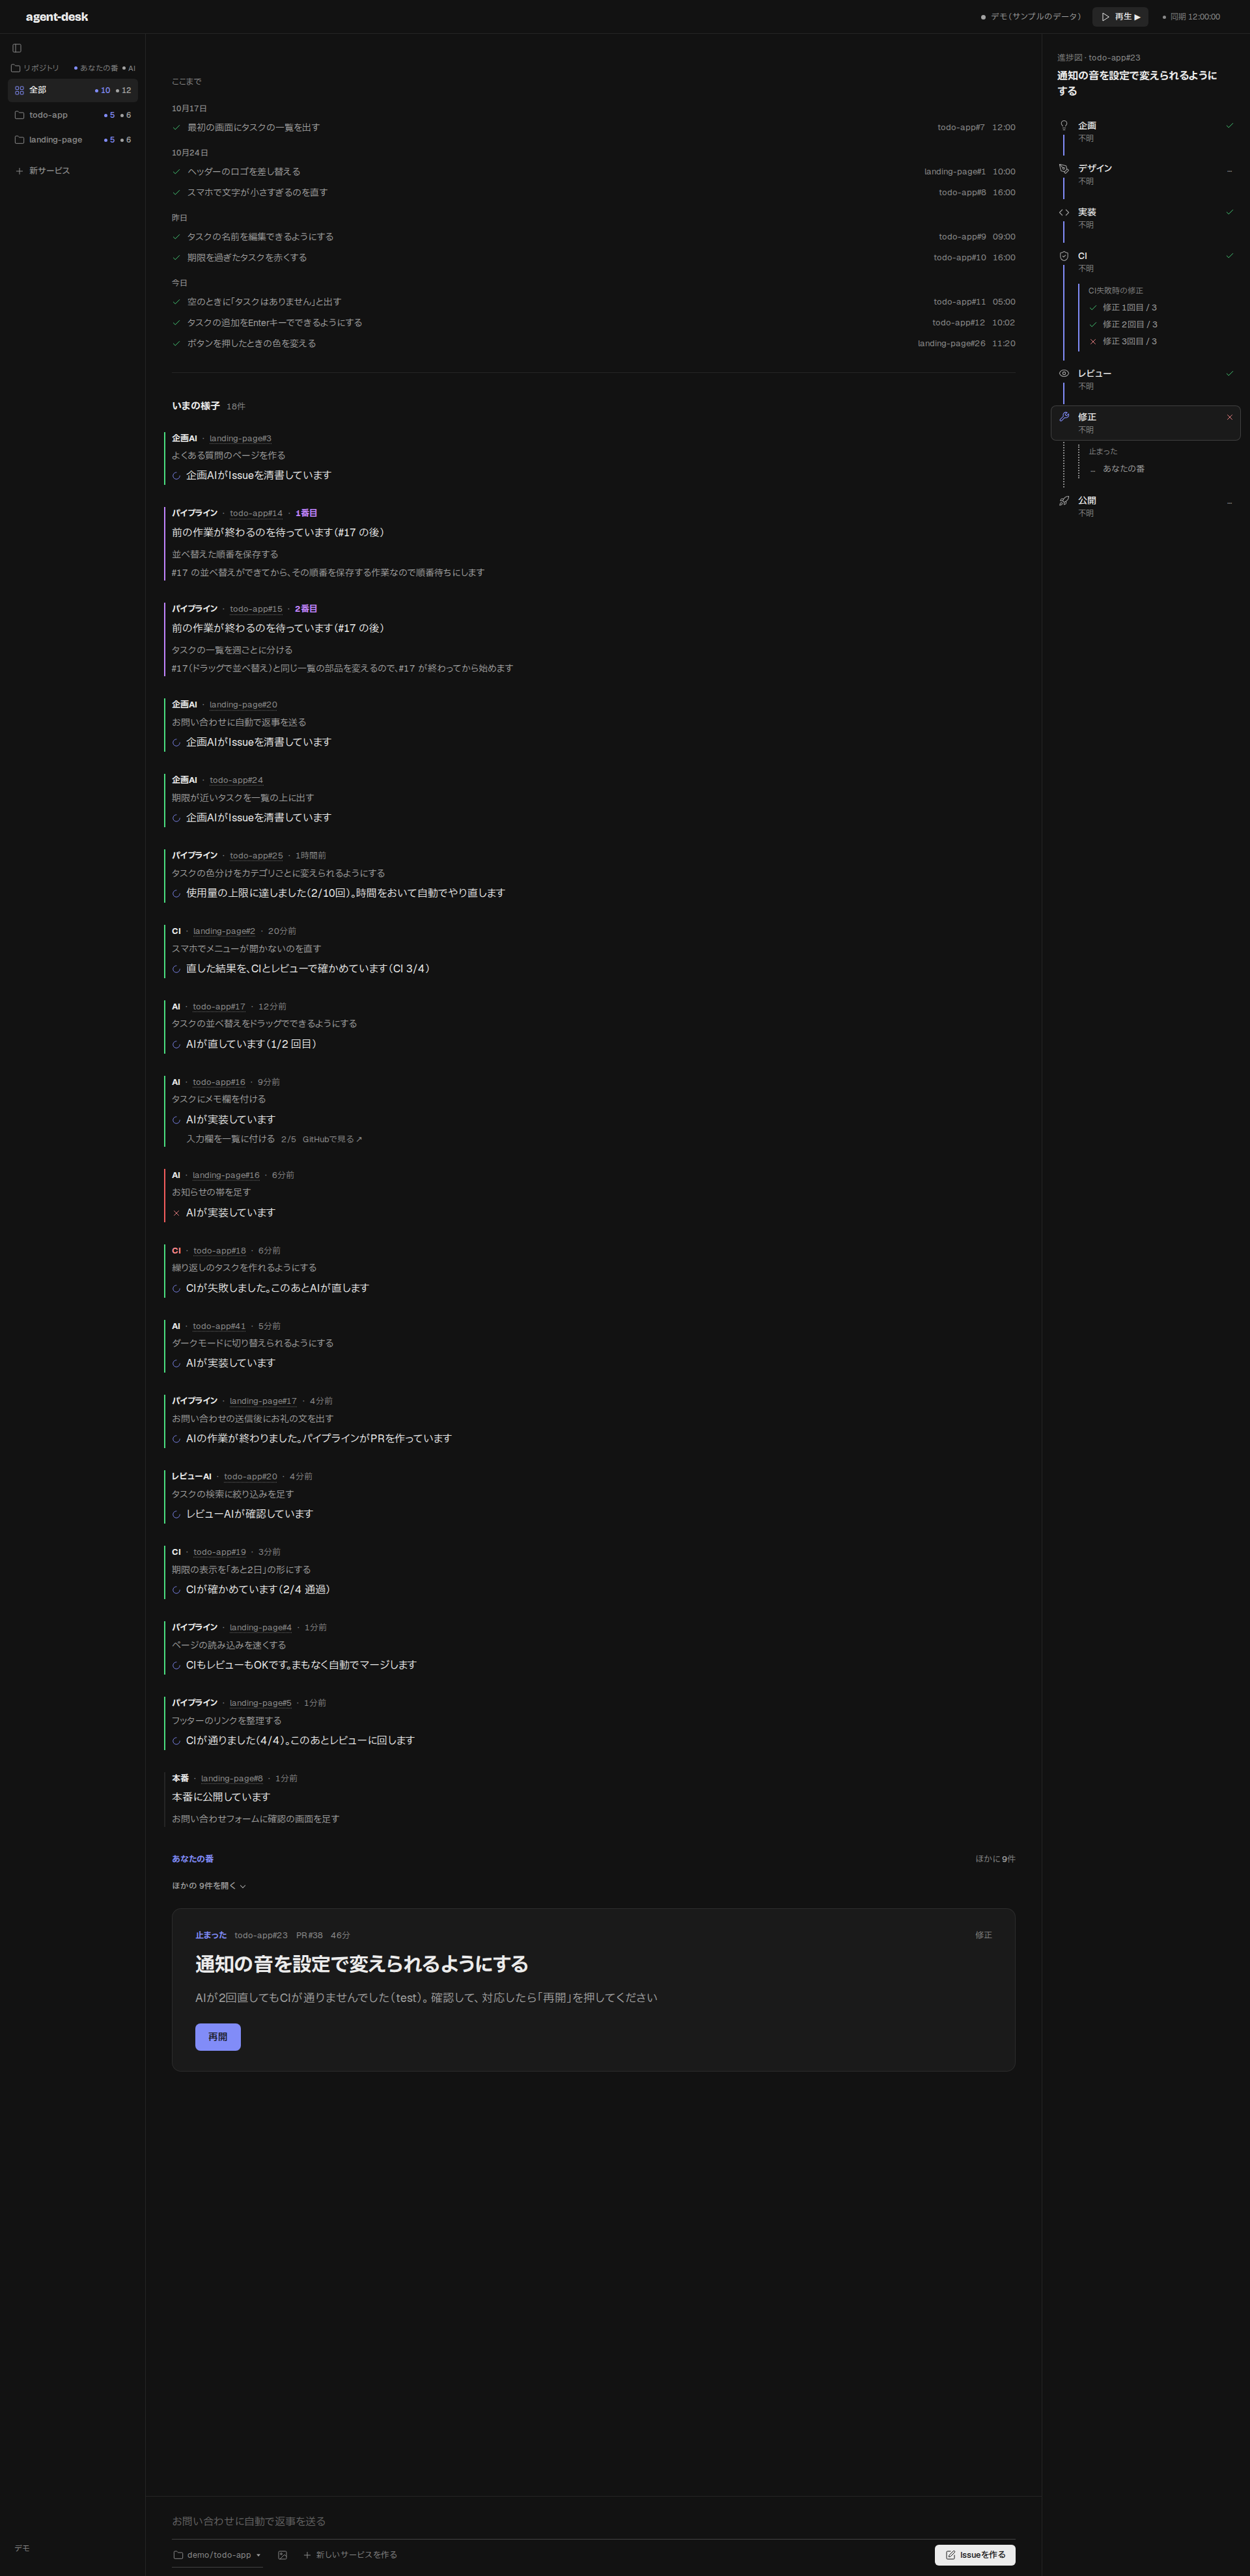 agent-desk
デモ(サンプルのデータ)
再生 ▶
同期 12:00:00
リポジトリ
あなたの番 AI
全部 10 12
todo-app 5 6
landing-page 5 6
新サービス
ここまで
10月17日
最初の画面にタスクの一覧を出す todo-app#7 12:00
10月24日
ヘッダーのロゴを差し替える landing-page#1 10:00
スマホで文字が小さすぎるのを直す todo-app#8 16:00
昨日
タスクの名前を編集できるようにする todo-app#9 09:00
期限を過ぎたタスクを赤くする todo-app#10 16:00
今日
空のときに「タスクはありません」と出す todo-app#11 05:00
タスクの追加をEnterキーでできるようにする todo-app#12 10:02
ボタンを押したときの色を変える landing-page#26 11:20
いまの様子 18件
企画AI · landing-page#3
よくある質問のページを作る
企画AIがIssueを清書しています
パイプライン · todo-app#14 · 1番目
前の作業が終わるのを待っています(#17 の後)
並べ替えた順番を保存する
#17 の並べ替えができてから、その順番を保存する作業なので順番待ちにします
パイプライン · todo-app#15 · 2番目
前の作業が終わるのを待っています(#17 の後)
タスクの一覧を週ごとに分ける
#17(ドラッグで並べ替え)と同じ一覧の部品を変えるので、#17 が終わってから始めます
企画AI · landing-page#20
お問い合わせに自動で返事を送る
企画AIがIssueを清書しています
企画AI · todo-app#24
期限が近いタスクを一覧の上に出す
企画AIがIssueを清書しています
パイプライン · todo-app#25 · 1時間前
タスクの色分けをカテゴリごとに変えられるようにする
使用量の上限に達しました(2/10回)。時間をおいて自動でやり直します
CI · landing-page#2 · 20分前
スマホでメニューが開かないのを直す
直した結果を、CIとレビューで確かめています(CI 3/4)
AI · todo-app#17 · 12分前
タスクの並べ替えをドラッグでできるようにする
AIが直しています(1/2 回目)
AI · todo-app#16 · 9分前
タスクにメモ欄を付ける
AIが実装しています
入力欄を一覧に付ける 2/5 GitHubで見る ↗
AI · landing-page#16 · 6分前
お知らせの帯を足す
AIが実装しています
CI · todo-app#18 · 6分前
繰り返しのタスクを作れるようにする
CIが失敗しました。このあとAIが直します
AI · todo-app#41 · 5分前
ダークモードに切り替えられるようにする
AIが実装しています
パイプライン · landing-page#17 · 4分前
お問い合わせの送信後にお礼の文を出す
AIの作業が終わりました。パイプラインがPRを作っています
レビューAI · todo-app#20 · 4分前
タスクの検索に絞り込みを足す
レビューAIが確認しています
CI · todo-app#19 · 3分前
期限の表示を「あと2日」の形にする
CIが確かめています(2/4 通過)
パイプライン · landing-page#4 · 1分前
ページの読み込みを速くする
CIもレビューもOKです。まもなく自動でマージします
パイプライン · landing-page#5 · 1分前
フッターのリンクを整理する
CIが通りました(4/4)。このあとレビューに回します
本番 · landing-page#8 · 1分前
本番に公開しています
お問い合わせフォームに確認の画面を足す
あなたの番 ほかに 9件
ほかの 9件を開く
止まった todo-app#23 PR #38 46分 修正
通知の音を設定で変えられるようにする
AIが2回直してもCIが通りませんでした(test)。確認して、対応したら「再開」を押してください
再開
お問い合わせに自動で返事を送る
demo/todo-app
新しいサービスを作る
Issueを作る
デモ
進捗図 · todo-app#23
通知の音を設定で変えられるように
する
企画
不明
デザイン –
不明
実装
不明
CI
不明
CI失敗時の修正
修正 1回目 / 3
修正 2回目 / 3
修正 3回目 / 3
レビュー
不明
修正
不明
止まった
– あなたの番
公開 –
不明